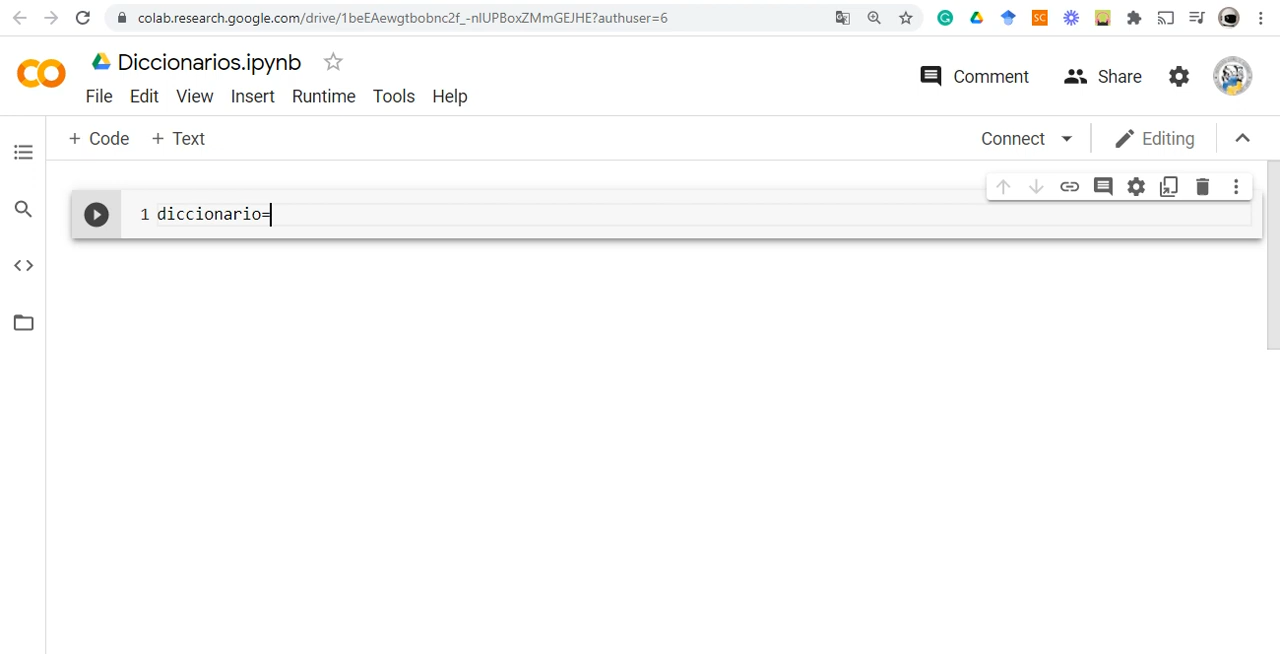 colab.research.google.com/drive/1beEAewgtbobnc2f_-nlUPBoxZMmGEJHE?authuser=6
SC
Diccionarios.ipynb
Comment Share
File Edit View Insert Runtime Tools Help
+ Code + Text Connect Editing
1 diccionario=